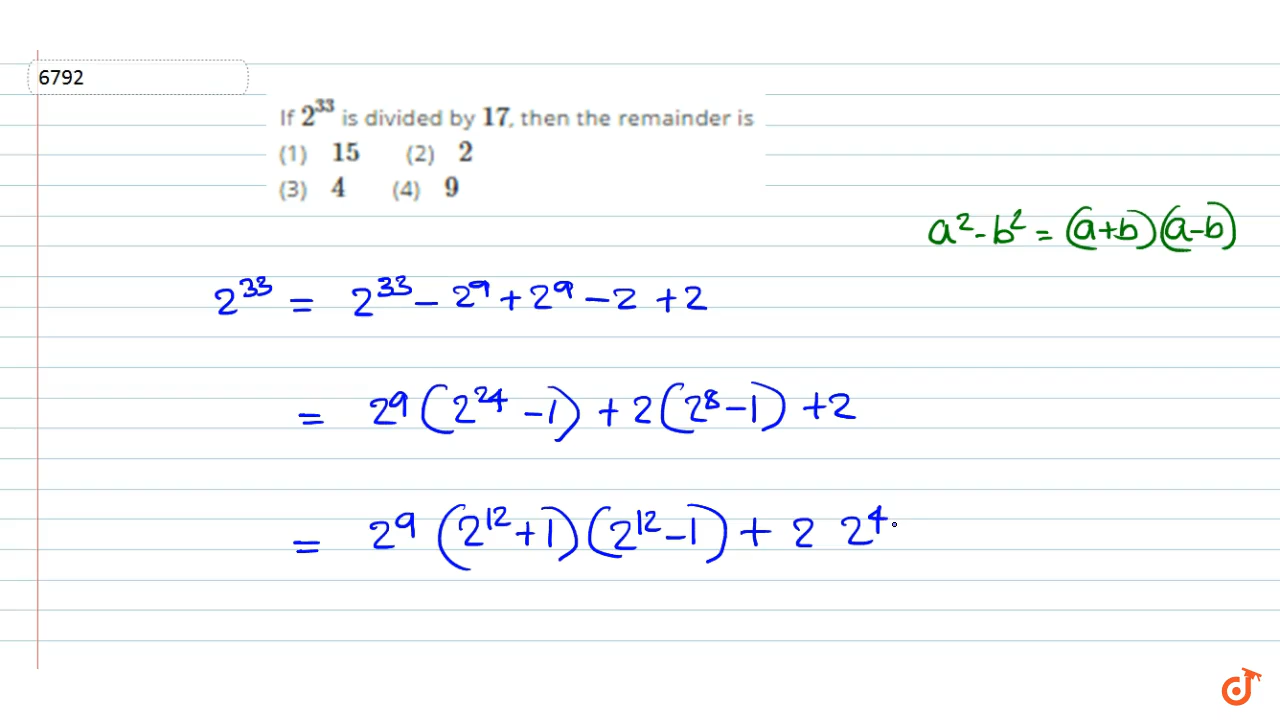 6792
If 2^33 is divided by 17, then the remainder is
(1) 15 (2) 2
(3) 4 (4) 9
a² - b² = (a+b)(a-b)
2^33 = 2^33 - 2^9 + 2^9 - 2 + 2
= 2^9 (2^24 - 1) + 2 (2^8 - 1) + 2
= 2^9 (2^12 + 1) (2^12 - 1) + 2 2^4